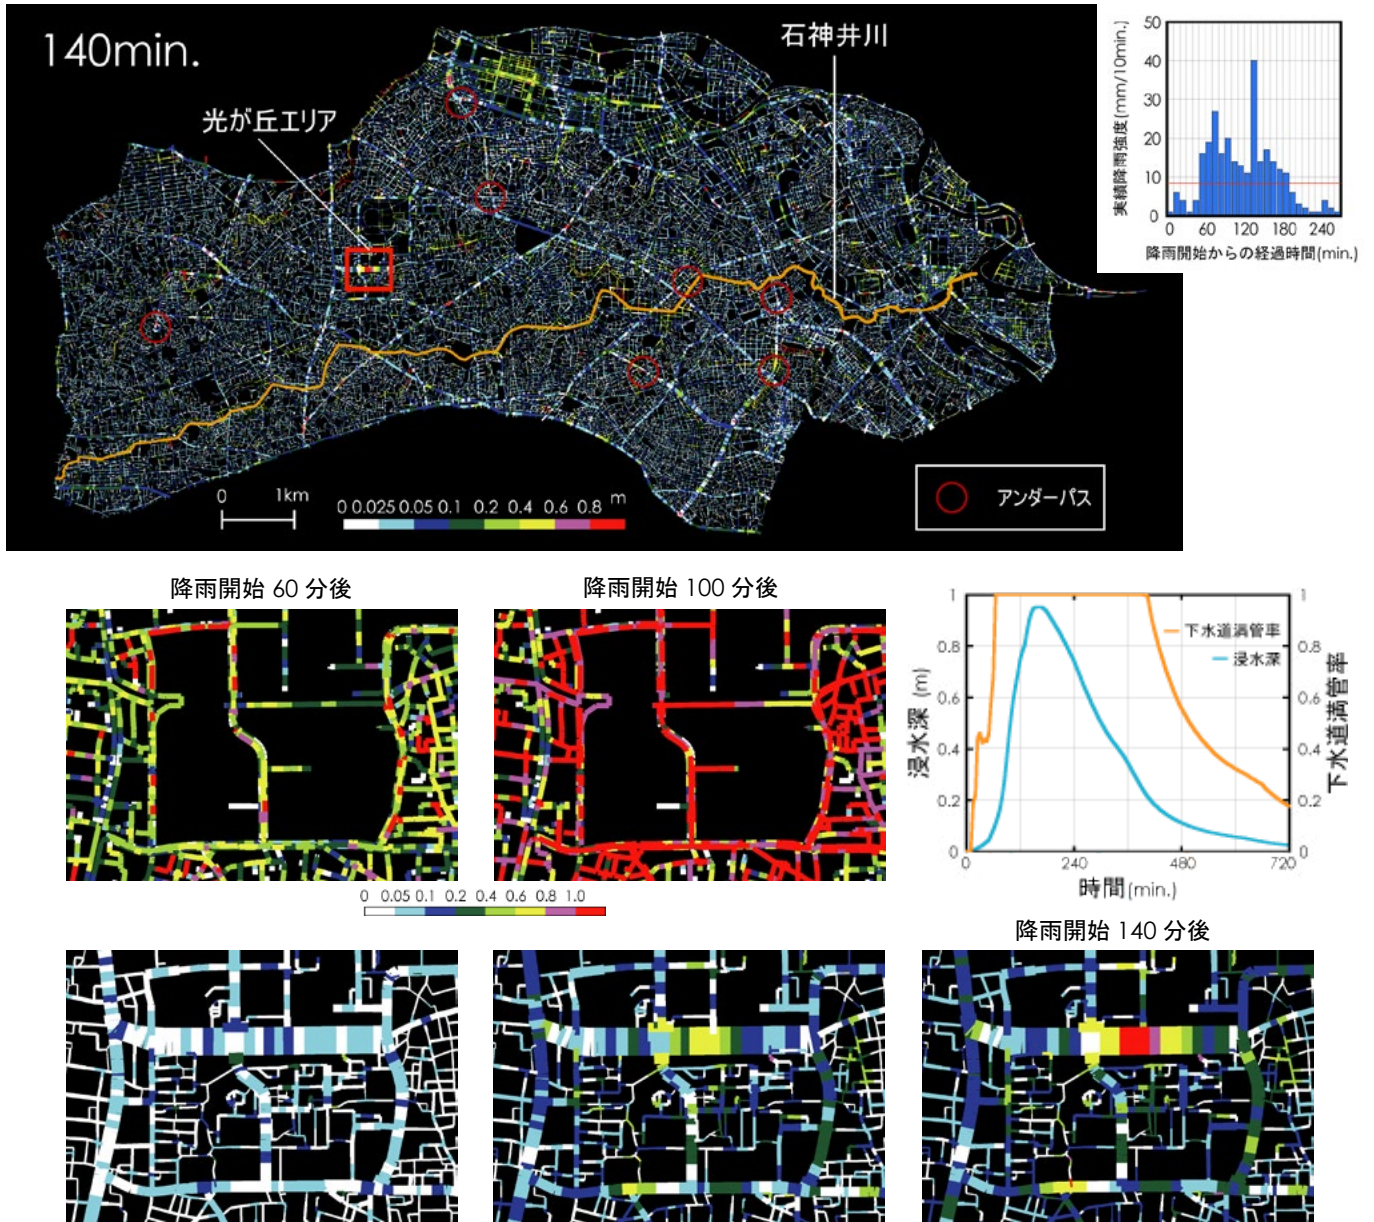 140min.
石神井川
光が丘エリア
0 1km
0 0.025 0.05 0.1 0.2 0.4 0.6 0.8 m
アンダーパス
実績降雨強度(mm/10min.)
50
40
30
20
10
0
0 60 120 180 240
降雨開始からの経過時間(min.)
降雨開始 60 分後
降雨開始 100 分後
0 0.05 0.1 0.2 0.4 0.6 0.8 1.0
浸水深 (m)
1
0.8
0.6
0.4
0.2
0
下水道満管率
浸水深
1
0.8
0.6
0.4
0.2
0
下水道満管率
0 240 480 720
時間(min.)
降雨開始 140 分後